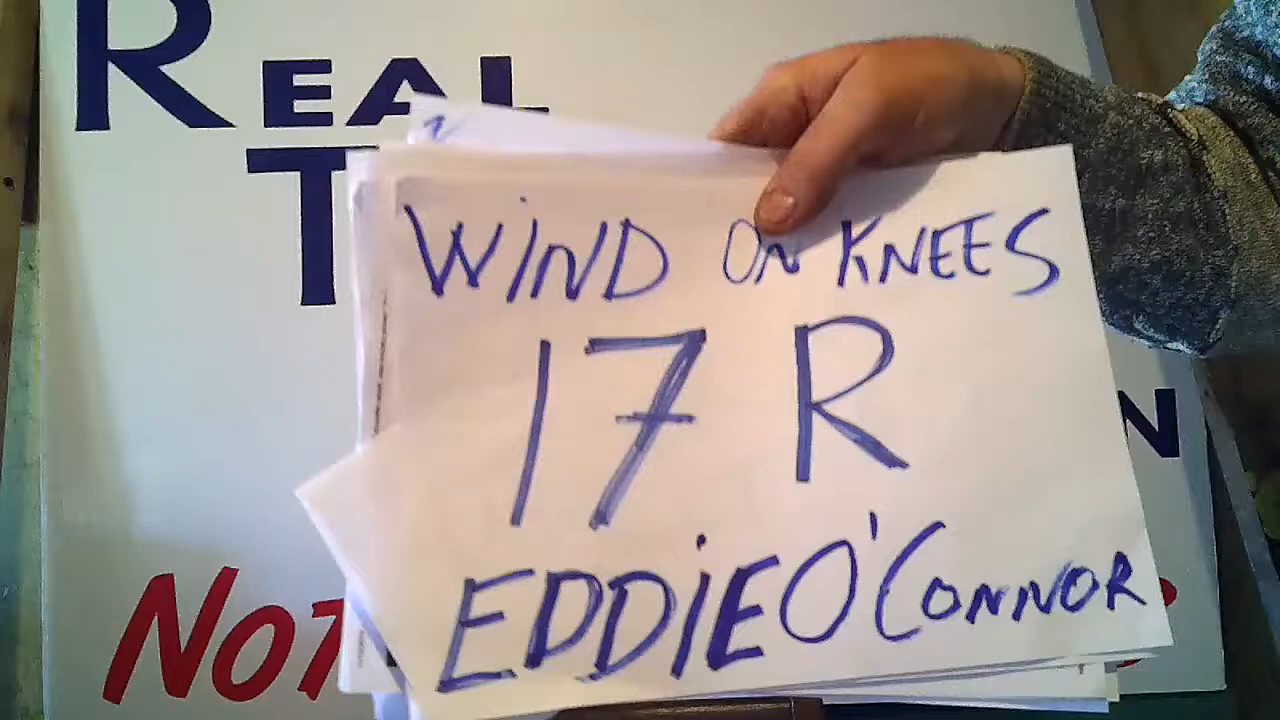 REAL
T
WIND ON KNEES
17 R
EDDIE O'CONNOR
N
NOT